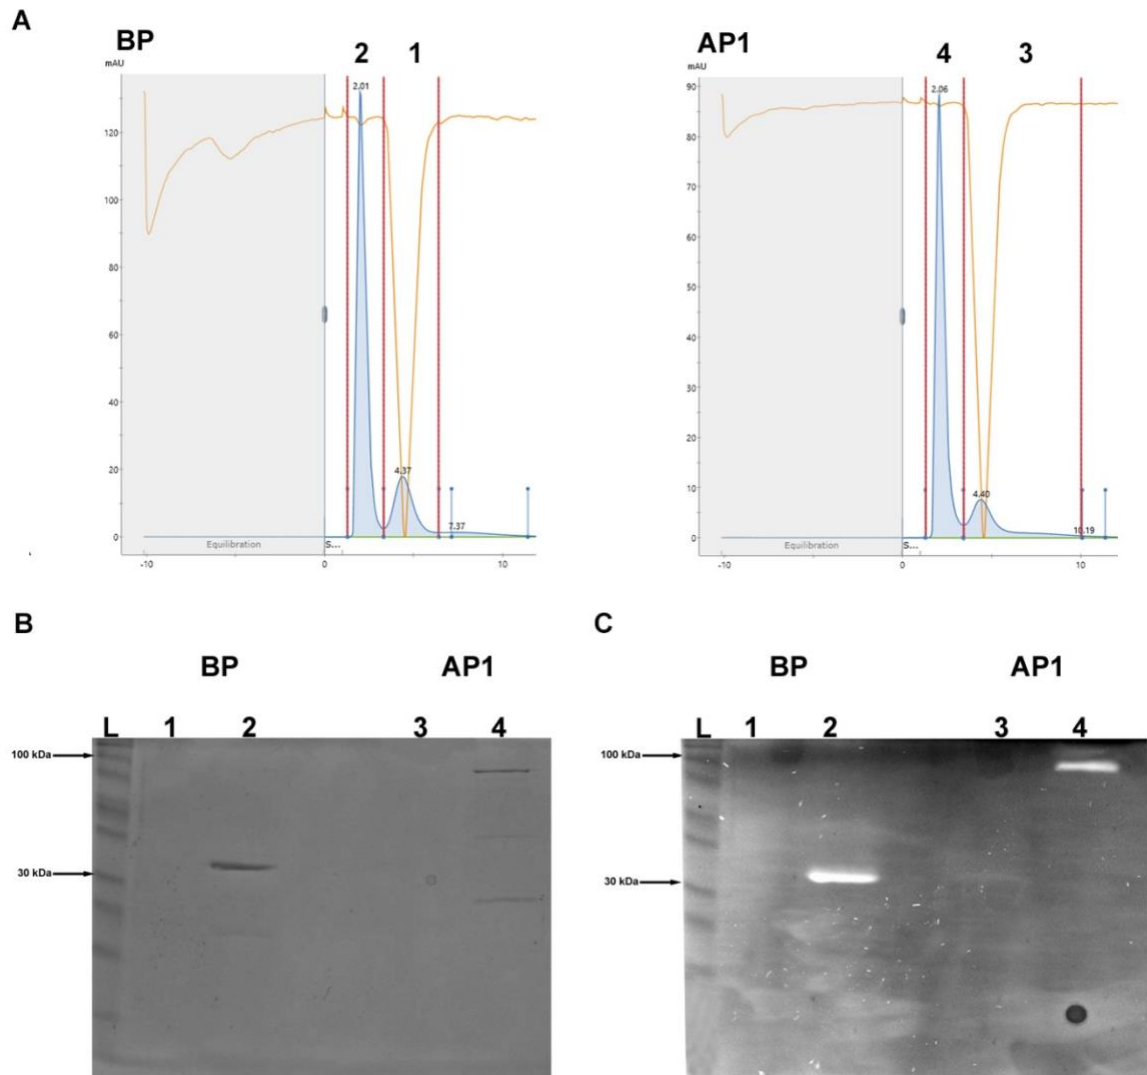 A
BP
2 1
mAU
2.01
120
100
80
60
40
20
0
4.37
7.37
Equilibration
S...
-10 0 10
AP1
4 3
mAU
90
2.06
80
70
60
50
40
30
20
10
0
4.40
10.19
Equilibration
S...
-10 0 10
B
BP AP1
L 1 2 3 4
100 kDa
30 kDa
C
BP AP1
L 1 2 3 4
100 kDa
30 kDa